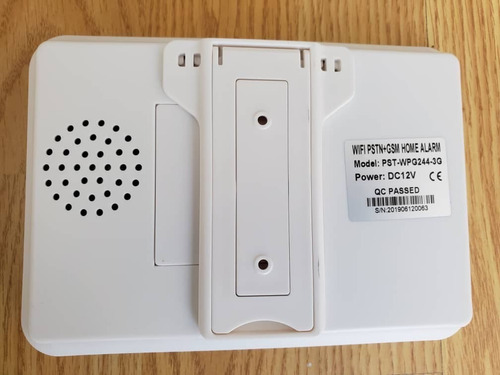 WIFI PSTN+GSM HOME ALARM
Model: PST-WPG244-3G
Power: DC12V CE
QC PASSED
S/N:201906120063